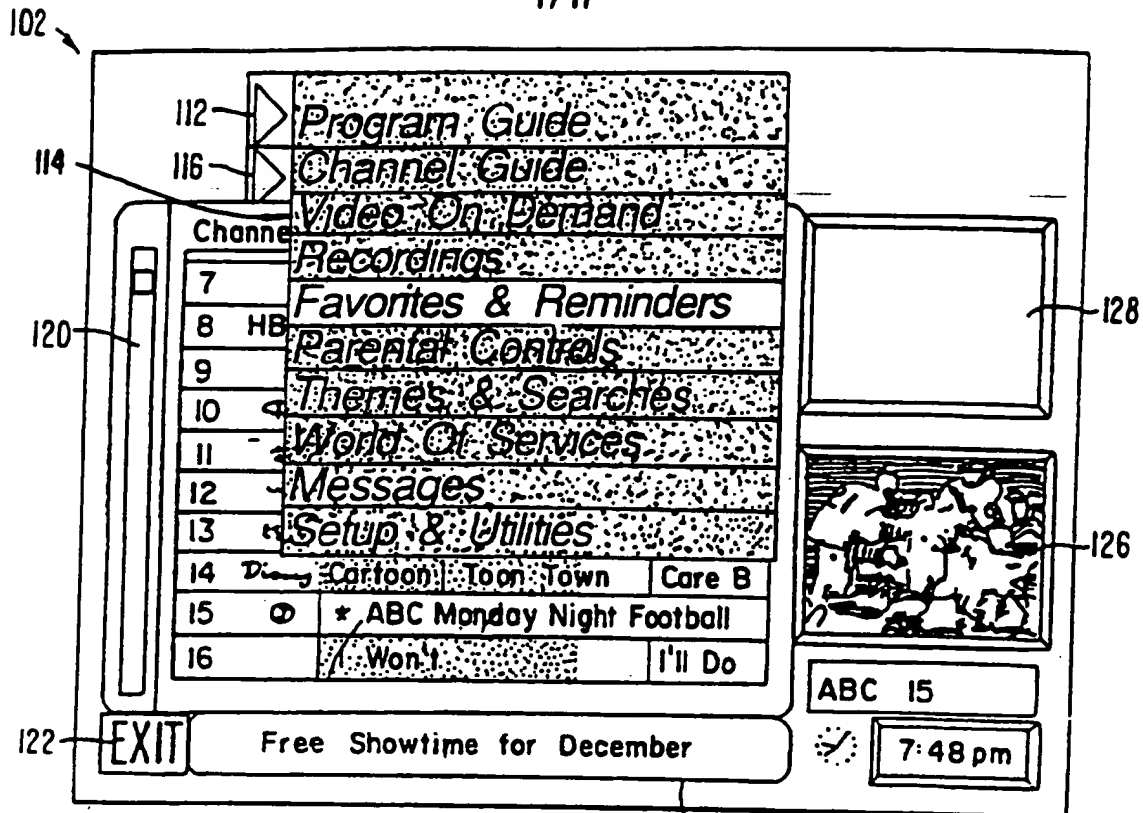 102
112
Program Guide
116
Channel Guide
114
Video On Demand
Channe
Recordings
7
Favorites & Reminders
128
8 HB
120
Parental Controls
9
Themes & Searches
10
World Of Services
11
Messages
12
Setup & Utilities
13
126
14 Cartoon Toon Town Care B
15 * ABC Monday Night Football
16 I Won't I'll Do
ABC 15
122
EXIT Free Showtime for December
7:48 pm